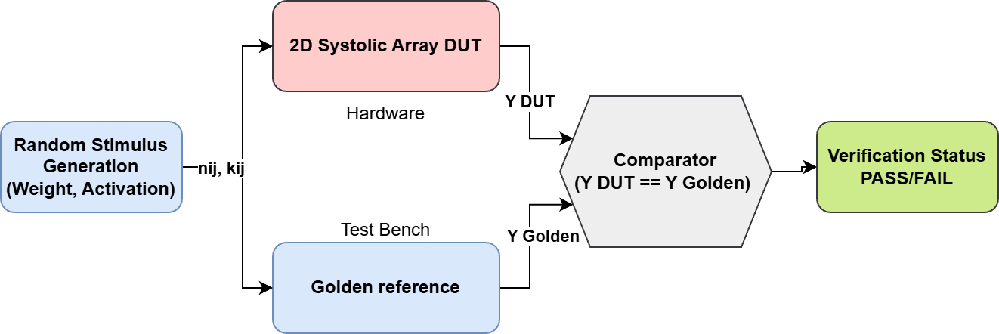 2D Systolic Array DUT
Hardware
Y DUT
Random Stimulus
Generation
(Weight, Activation)
nij, kij
Comparator
(Y DUT == Y Golden)
Verification Status
PASS/FAIL
Test Bench
Y Golden
Golden reference